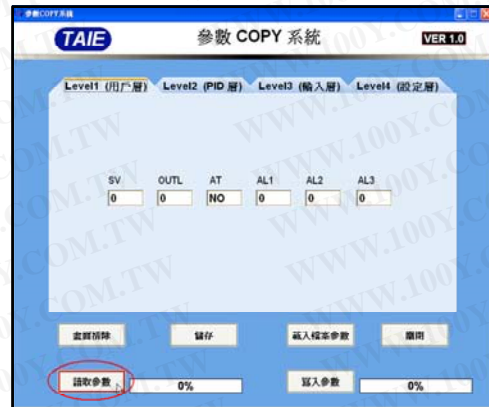 參數COPY系統
TAIE 參數 COPY 系統 VER 1.0
Level1 (用戶層) Level2 (PID 層) Level3 (輸入層) Level4 (設定層)
SV OUTL AT AL1 AL2 AL3
0 0 NO 0 0 0
畫面清除 儲存 載入檔案參數 關閉
讀取參數 0% 寫入參數 0%
WWW.100Y.COM.TW